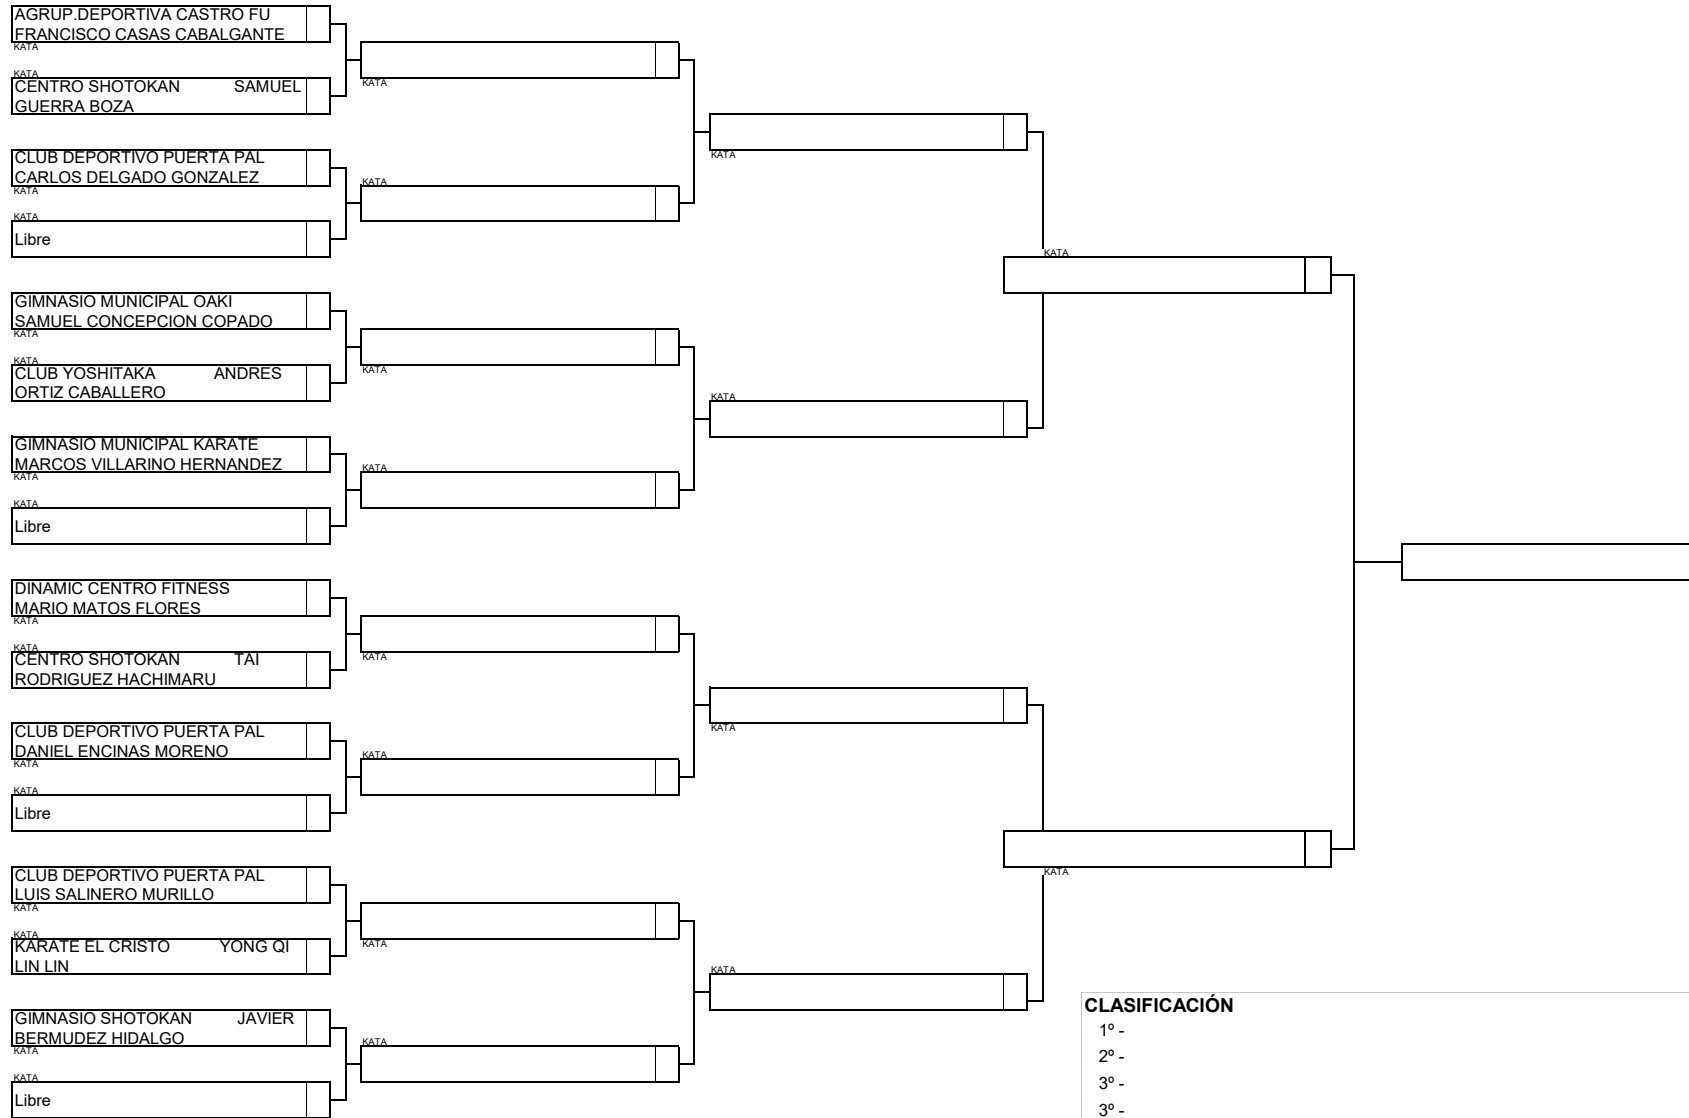 AGRUP.DEPORTIVA CASTRO FU
FRANCISCO CASAS CABALGANTE
KATA
KATA
CENTRO SHOTOKAN SAMUEL
GUERRA BOZA
CLUB DEPORTIVO PUERTA PAL
CARLOS DELGADO GONZALEZ
KATA
KATA
Libre
GIMNASIO MUNICIPAL OAKI
SAMUEL CONCEPCION COPADO
KATA
KATA
CLUB YOSHITAKA ANDRES
ORTIZ CABALLERO
GIMNASIO MUNICIPAL KARATE
MARCOS VILLARINO HERNANDEZ
KATA
KATA
Libre
DINAMIC CENTRO FITNESS
MARIO MATOS FLORES
KATA
KATA
CENTRO SHOTOKAN TAI
RODRIGUEZ HACHIMARU
CLUB DEPORTIVO PUERTA PAL
DANIEL ENCINAS MORENO
KATA
KATA
Libre
CLUB DEPORTIVO PUERTA PAL
LUIS SALINERO MURILLO
KATA
KATA
KARATE EL CRISTO YONG QI
LIN LIN
GIMNASIO SHOTOKAN JAVIER
BERMUDEZ HIDALGO
KATA
KATA
Libre
KATA
KATA
KATA
KATA
KATA
KATA
KATA
KATA
KATA
KATA
KATA
KATA
KATA
KATA
CLASIFICACIÓN
1º -
2º -
3º -
3º -